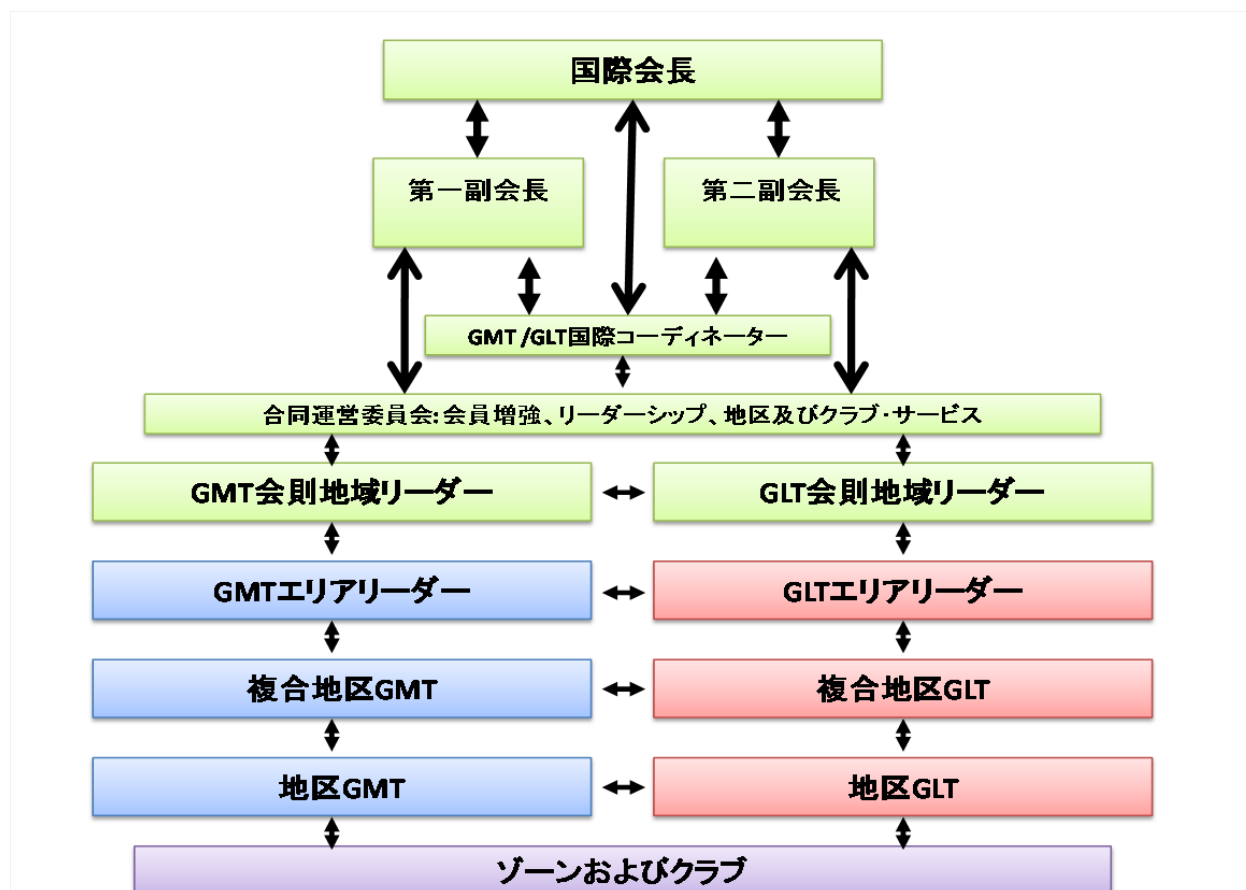 国際会長
第一副会長
第二副会長
GMT /GLT国際コーディネーター
合同運営委員会:会員増強、リーダーシップ、地区及びクラブ･サービス
GMT会則地域リーダー
GLT会則地域リーダー
GMTエリアリーダー
GLTエリアリーダー
複合地区GMT
複合地区GLT
地区GMT
地区GLT
ゾーンおよびクラブ